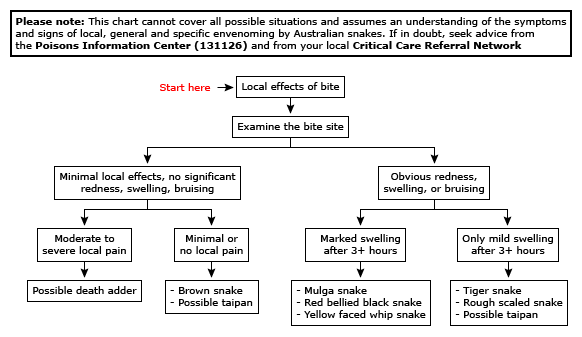 Please note: This chart cannot cover all possible situations and assumes an understanding of the symptoms
and signs of local, general and specific envenoming by Australian snakes. If in doubt, seek advice from
the Poisons Information Center (131126) and from your local Critical Care Referral Network
Start here
Local effects of bite
Examine the bite site
Minimal local effects, no significant
redness, swelling, bruising
Obvious redness,
swelling, or bruising
Moderate to
severe local pain
Minimal or
no local pain
Marked swelling
after 3+ hours
Only mild swelling
after 3+ hours
Possible death adder
- Brown snake
- Possible taipan
- Mulga snake
- Red bellied black snake
- Yellow faced whip snake
- Tiger snake
- Rough scaled snake
- Possible taipan